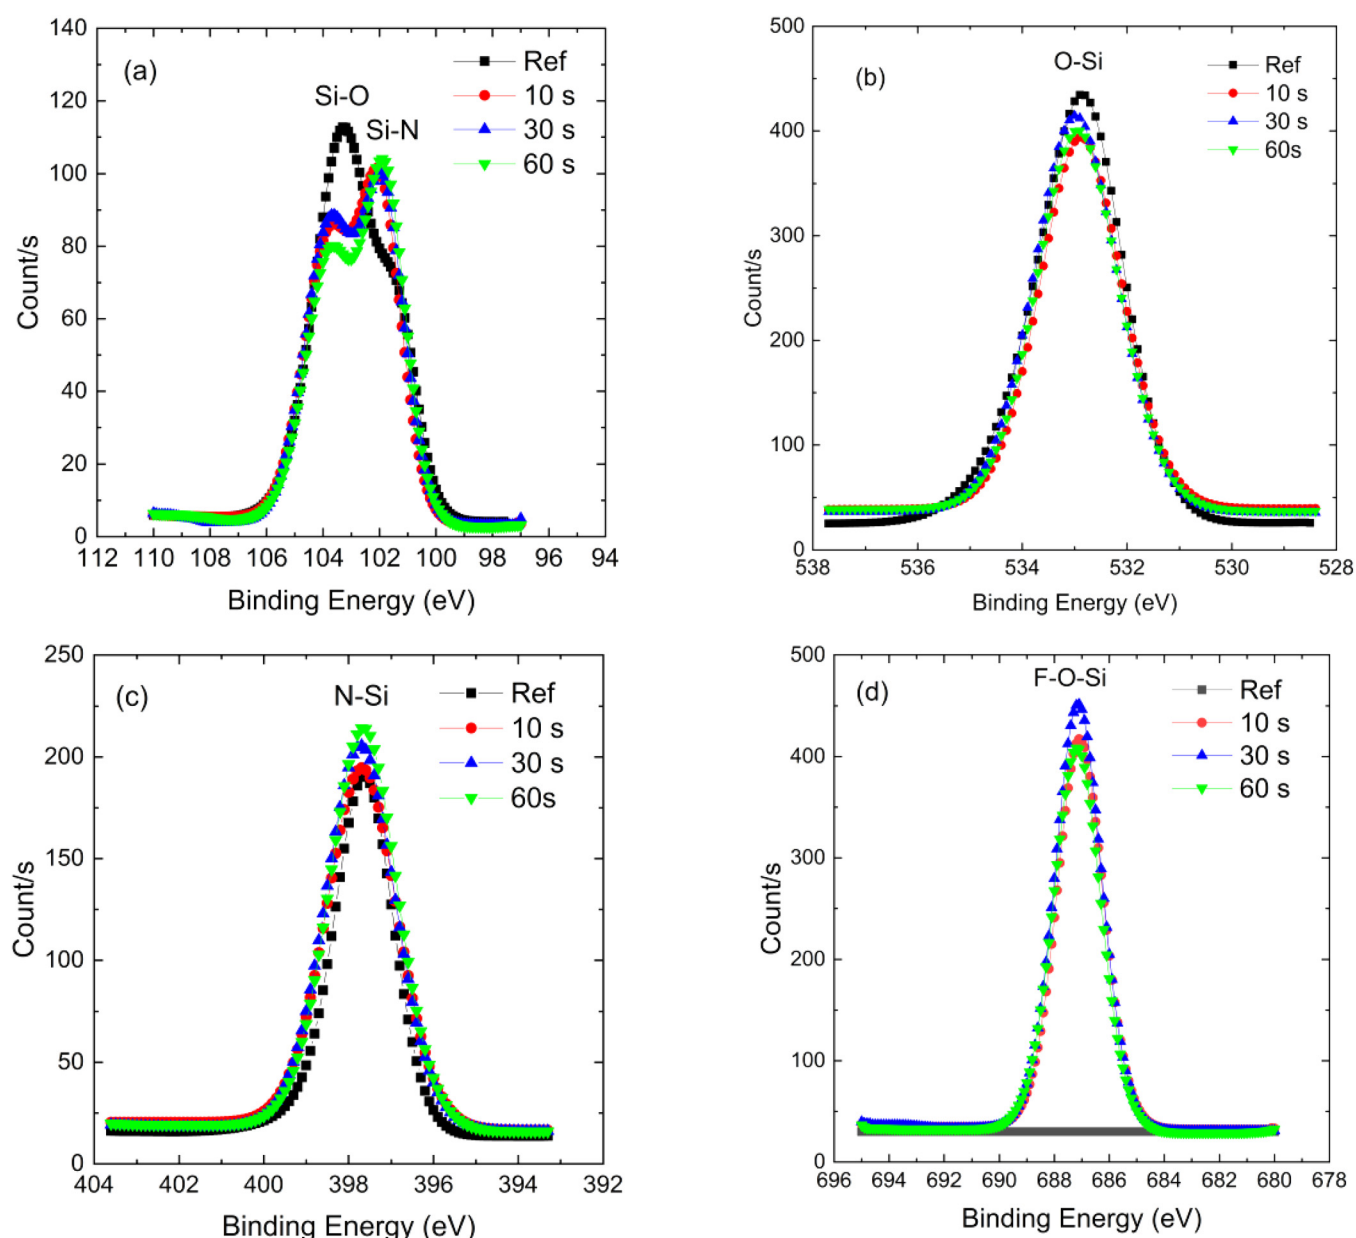 (a)
Si-O
Si-N
Ref
10 s
30 s
60 s
140
120
100
80
60
40
20
0
112 110 108 106 104 102 100 98 96 94
Count/s
Binding Energy (eV)
(b)
O-Si
Ref
10 s
30 s
60s
500
400
300
200
100
0
538 536 534 532 530 528
Count/s
Binding Energy (eV)
(c)
N-Si
Ref
10 s
30 s
60s
250
200
150
100
50
0
404 402 400 398 396 394 392
Count/s
Binding Energy (eV)
(d)
F-O-Si
Ref
10 s
30 s
60 s
500
400
300
200
100
0
696 694 692 690 688 686 684 682 680 678
Count/s
Binding Energy (eV)